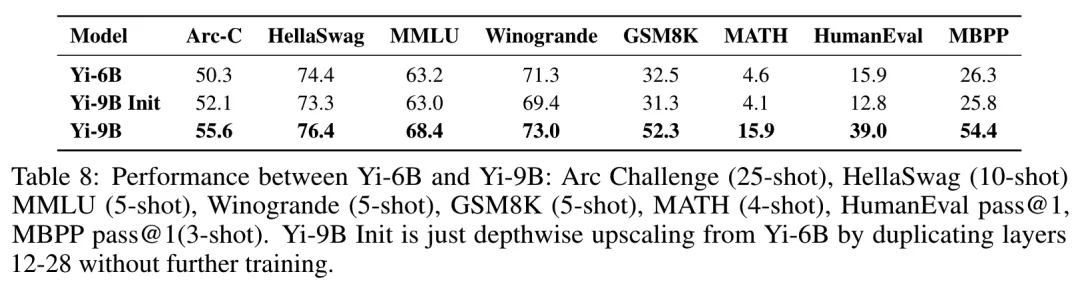 Model Arc-C HellaSwag MMLU Winogrande GSM8K MATH HumanEval MBPP
Yi-6B 50.3 74.4 63.2 71.3 32.5 4.6 15.9 26.3
Yi-9B Init 52.1 73.3 63.0 69.4 31.3 4.1 12.8 25.8
Yi-9B 55.6 76.4 68.4 73.0 52.3 15.9 39.0 54.4
Table 8: Performance between Yi-6B and Yi-9B: Arc Challenge (25-shot), HellaSwag (10-shot)
MMLU (5-shot), Winogrande (5-shot), GSM8K (5-shot), MATH (4-shot), HumanEval pass@1,
MBPP pass@1(3-shot). Yi-9B Init is just depthwise upscaling from Yi-6B by duplicating layers
12-28 without further training.